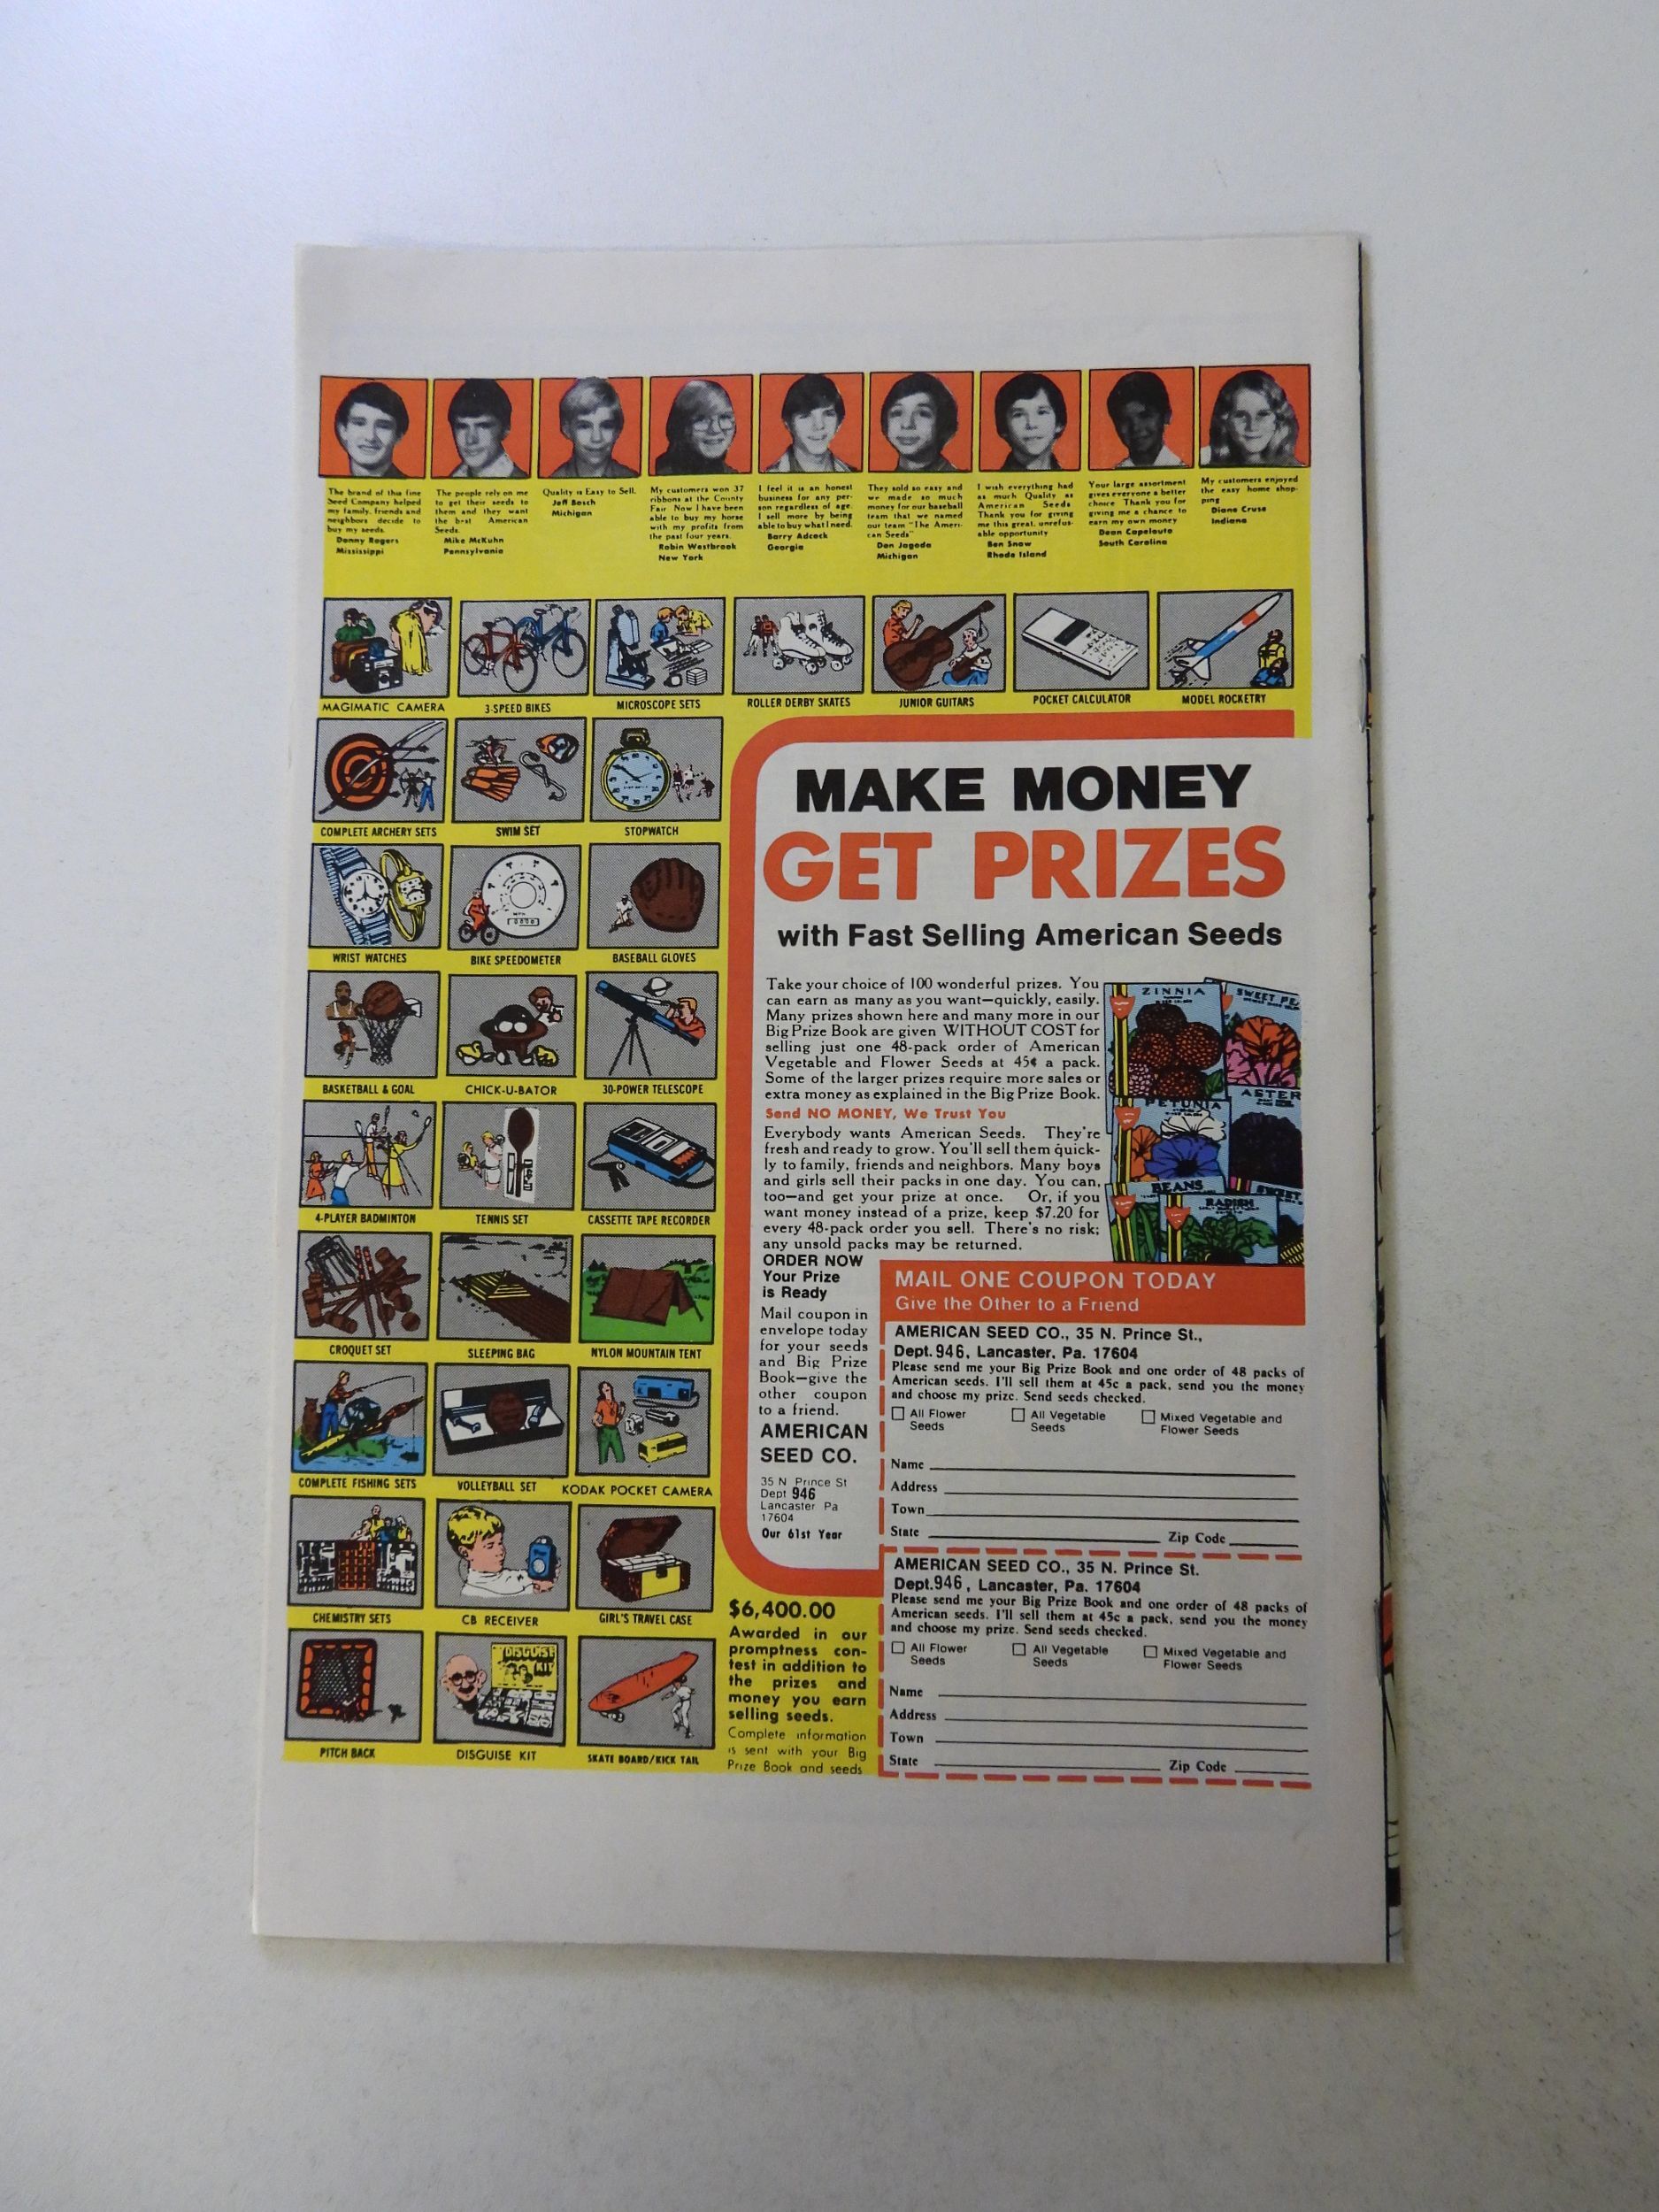 The brand of this fine
Seed Company helped
my family, friends and
neighbors decide to
buy my seeds.
Danny Rogers
Mississippi
The people rely on me
to get their seeds to
them and they want
the best American
Seeds.
Mike McKuhn
Pennsylvania
Quality is Easy to Sell.
Jeff Bosch
Michigan
My customers won 37
ribbons at the County
Fair Now I have been
able to buy my horse
with my profits from
the past four years.
Robin Westbrook
New York
I feel it is an honest
business for any per-
son regardless of age.
I sell more by being
able to buy what I need.
Barry Adcock
Georgia
They sold so easy and
we made so much
money for our baseball
team that we named
our team "The Ameri-
can Seeds"
Don Jagoda
Michigan
I wish everything had
as much Quality as
American Seeds
Thank you for giving
me this great, unrefus-
able opportunity
Ben Snow
Rhode Island
Your large assortment
gives everyone a better
choice Thank you for
giving me a chance to
earn my own money
Dean Capelouto
South Carolina
My customers enjoyed
the easy home shop-
ping
Diane Cruse
Indiana
MAGIMATIC CAMERA
3-SPEED BIKES
MICROSCOPE SETS
ROLLER DERBY SKATES
JUNIOR GUITARS
POCKET CALCULATOR
MODEL ROCKETRY
COMPLETE ARCHERY SETS
SWIM SET
STOPWATCH
WRIST WATCHES
BIKE SPEEDOMETER
BASEBALL GLOVES
BASKETBALL & GOAL
CHICK-U-BATOR
30-POWER TELESCOPE
4-PLAYER BADMINTON
TENNIS SET
CASSETTE TAPE RECORDER
CROQUET SET
SLEEPING BAG
NYLON MOUNTAIN TENT
COMPLETE FISHING SETS
VOLLEYBALL SET
KODAK POCKET CAMERA
CHEMISTRY SETS
CB RECEIVER
GIRL'S TRAVEL CASE
DISGUISE
KIT
PITCH BACK
DISGUISE KIT
SKATE BOARD/KICK TAIL
MAKE MONEY
GET PRIZES
with Fast Selling American Seeds
Take your choice of 100 wonderful prizes. You
can earn as many as you want—quickly, easily.
Many prizes shown here and many more in our
Big Prize Book are given WITHOUT COST for
selling just one 48-pack order of American
Vegetable and Flower Seeds at 45¢ a pack.
Some of the larger prizes require more sales or
extra money as explained in the Big Prize Book.
Send NO MONEY, We Trust You
Everybody wants American Seeds. They're
fresh and ready to grow. You'll sell them quick-
ly to family, friends and neighbors. Many boys
and girls sell their packs in one day. You can,
too—and get your prize at once. Or, if you
want money instead of a prize, keep $7.20 for
every 48-pack order you sell. There's no risk;
any unsold packs may be returned.
ZINNIA
SWEET PE
PETUNIA
ASTER
BEANS
RADISH
SWEET
ORDER NOW
Your Prize
is Ready
Mail coupon in
envelope today
for your seeds
and Big Prize
Book—give the
other coupon
to a friend.
AMERICAN
SEED CO.
35 N Prince St
Dept 946
Lancaster Pa
17604
Our 61st Year
$6,400.00
Awarded in our
promptness con-
test in addition to
the prizes and
money you earn
selling seeds.
Complete information
is sent with your Big
Prize Book and seeds
MAIL ONE COUPON TODAY
Give the Other to a Friend
AMERICAN SEED CO., 35 N. Prince St.,
Dept. 946, Lancaster, Pa. 17604
Please send me your Big Prize Book and one order of 48 packs of
American seeds. I'll sell them at 45c a pack, send you the money
and choose my prize. Send seeds checked.
All Flower
Seeds
All Vegetable
Seeds
Mixed Vegetable and
Flower Seeds
Name
Address
Town
State Zip Code
AMERICAN SEED CO., 35 N. Prince St.
Dept. 946, Lancaster, Pa. 17604
Please send me your Big Prize Book and one order of 48 packs of
American seeds. I'll sell them at 45c a pack, send you the money
and choose my prize. Send seeds checked.
All Flower
Seeds
All Vegetable
Seeds
Mixed Vegetable and
Flower Seeds
Name
Address
Town
State Zip Code